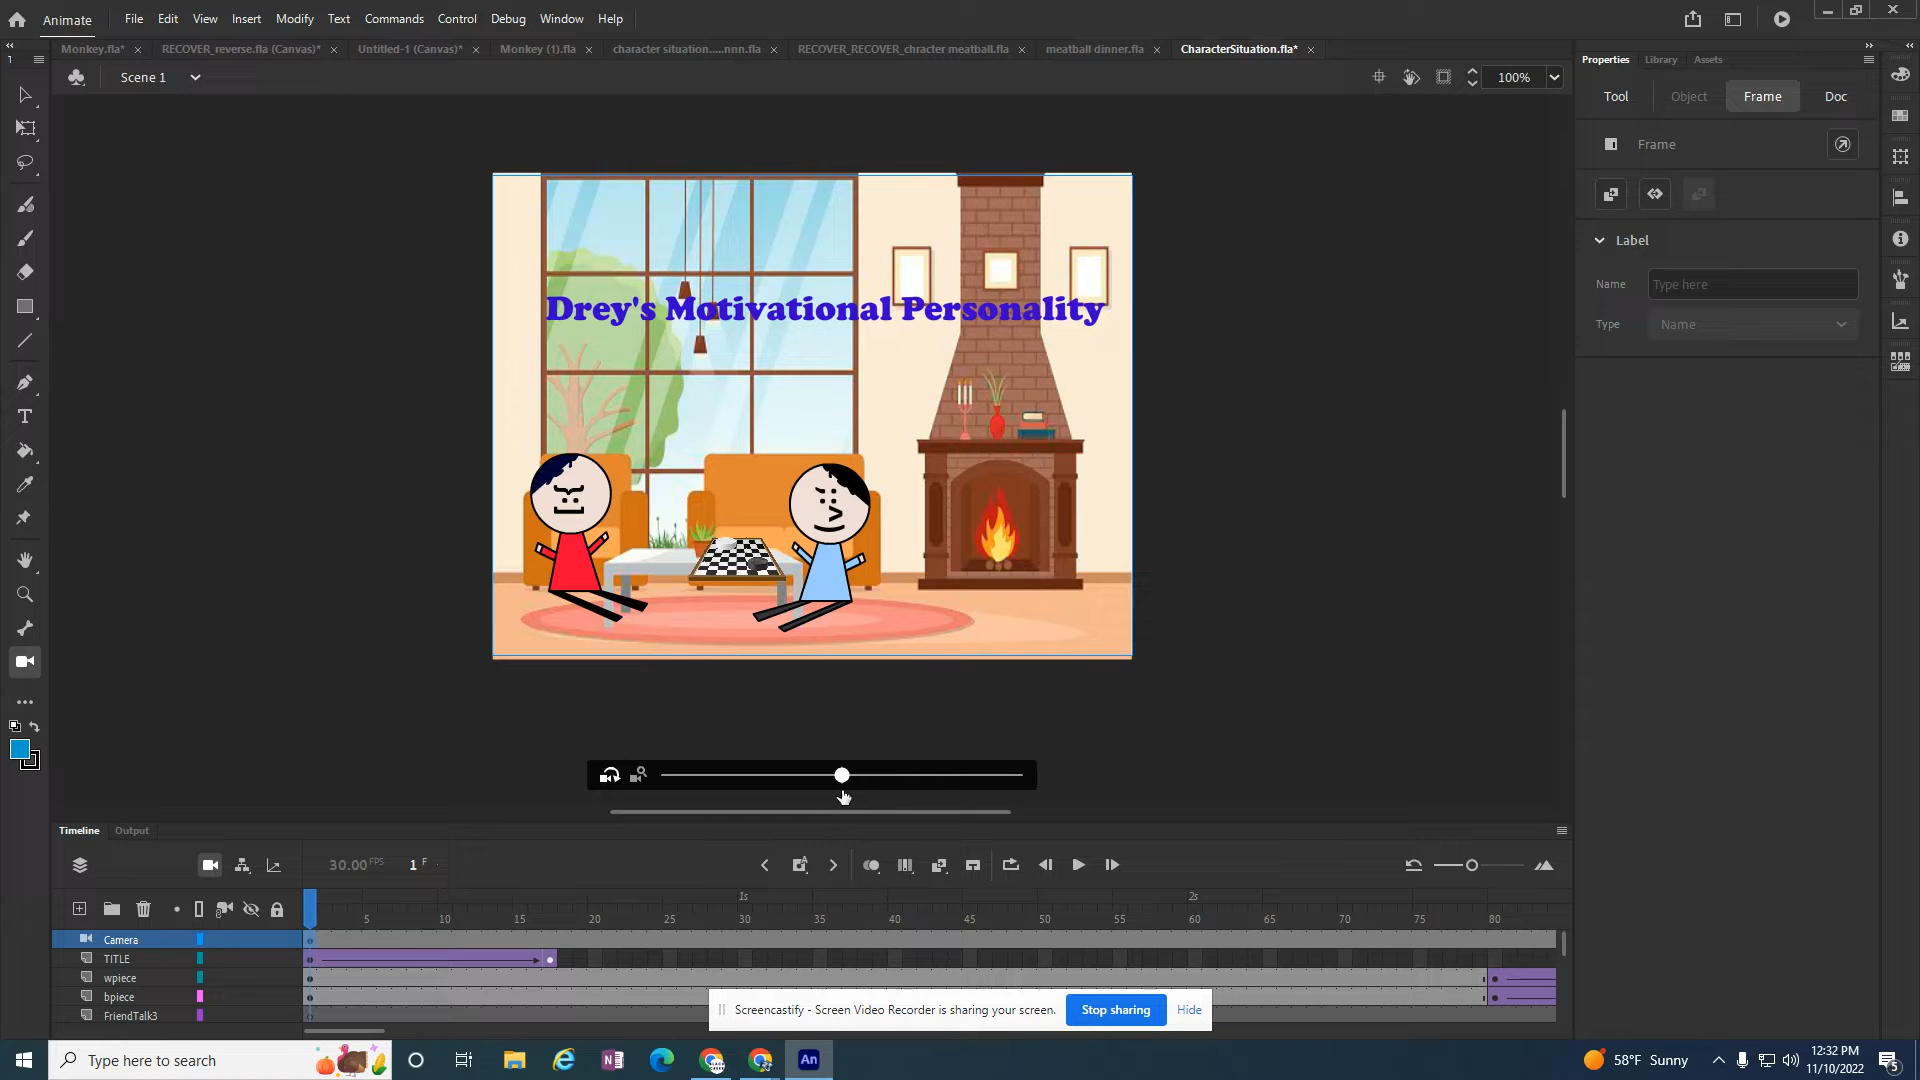 Animate File Edit View Insert Modify Text Commands Control Debug Window Help
Monkey.fla* × RECOVER_reverse.fla (Canvas)* × Untitled-1 (Canvas)* × Monkey (1).fla × character situation.....nnn.fla × RECOVER_RECOVER_chracter meatball.fla × meatball dinner.fla × CharacterSituation.fla* ×
Properties Library Assets
1
Scene 1 100%
Tool Object Frame Doc
Frame
Label
Name Type here
Type Name
Drey's Motivational Personality
Timeline Output
30.00 FPS 1 F
1s 2s
5 10 15 20 25 30 35 40 45 50 55 60 65 70 75 80
Camera
TITLE
wpiece
bpiece
FriendTalk3
Screencastify - Screen Video Recorder is sharing your screen. Stop sharing Hide
Type here to search
An
58°F Sunny
12:32 PM
11/10/2022
5